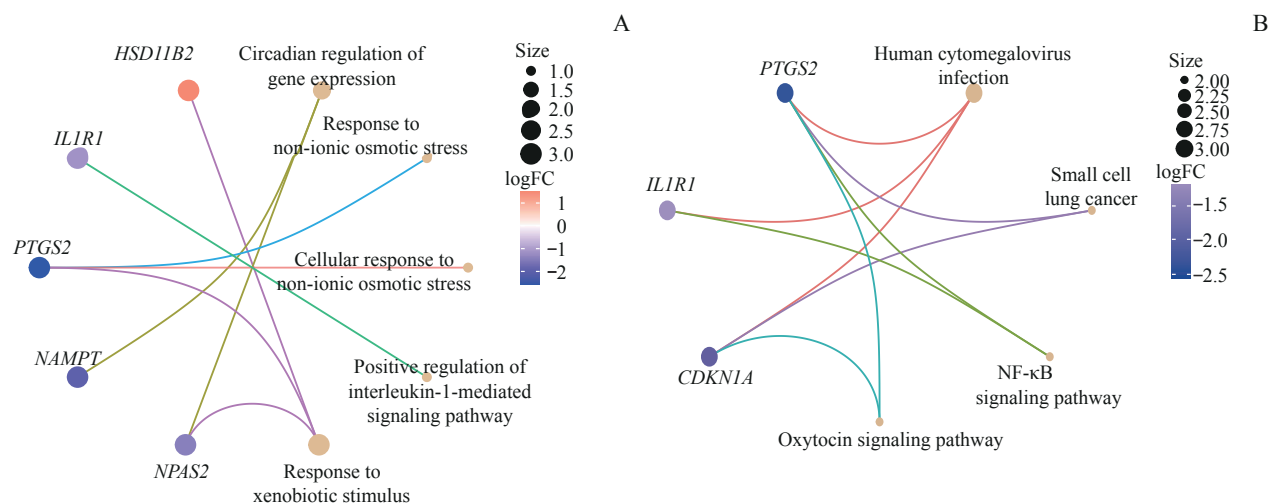 A
HSD11B2
Circadian regulation of
gene expression
Size
1.0
1.5
2.0
2.5
3.0
IL1R1
Response to
non-ionic osmotic stress
logFC
1
0
−1
−2
PTGS2
Cellular response to
non-ionic osmotic stress
NAMPT
Positive regulation of
interleukin-1-mediated
signaling pathway
NPAS2
Response to
xenobiotic stimulus
B
PTGS2
Human cytomegalovirus
infection
Size
2.00
2.25
2.50
2.75
3.00
IL1R1
Small cell
lung cancer
logFC
−1.5
−2.0
−2.5
CDKN1A
NF-κB
signaling pathway
Oxytocin signaling pathway